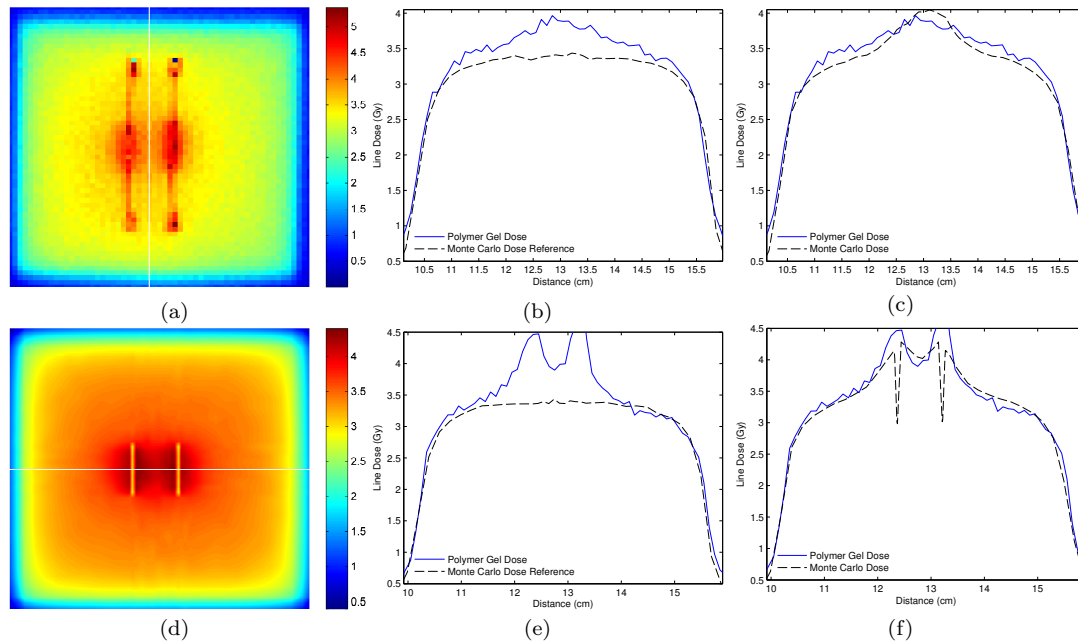 5
4.5
4
3.5
3
2.5
2
1.5
1
0.5
(a)
4
3.5
3
2.5
2
1.5
1
0.5
Line Dose (Gy)
Polymer Gel Dose
Monte Carlo Dose Reference
10.5 11 11.5 12 12.5 13 13.5 14 14.5 15 15.5
Distance (cm)
(b)
4
3.5
3
2.5
2
1.5
1
0.5
Line Dose (Gy)
Polymer Gel Dose
Monte Carlo Dose
10.5 11 11.5 12 12.5 13 13.5 14 14.5 15 15.5
Distance (cm)
(c)
4
3.5
3
2.5
2
1.5
1
0.5
(d)
4.5
4
3.5
3
2.5
2
1.5
1
0.5
Line Dose (Gy)
Polymer Gel Dose
Monte Carlo Dose Reference
10 11 12 13 14 15
Distance (cm)
(e)
4.5
4
3.5
3
2.5
2
1.5
1
0.5
Line Dose (Gy)
Polymer Gel Dose
Monte Carlo Dose
10 11 12 13 14 15
Distance (cm)
(f)